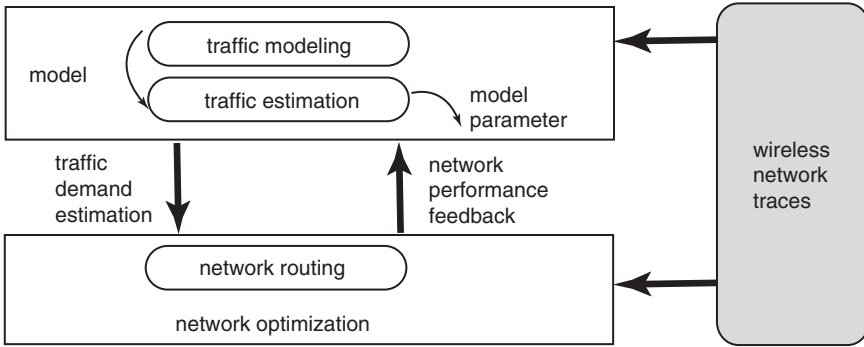 traffic modeling
model
traffic estimation
model
parameter
traffic
demand
estimation
network
performance
feedback
wireless
network
traces
network routing
network optimization